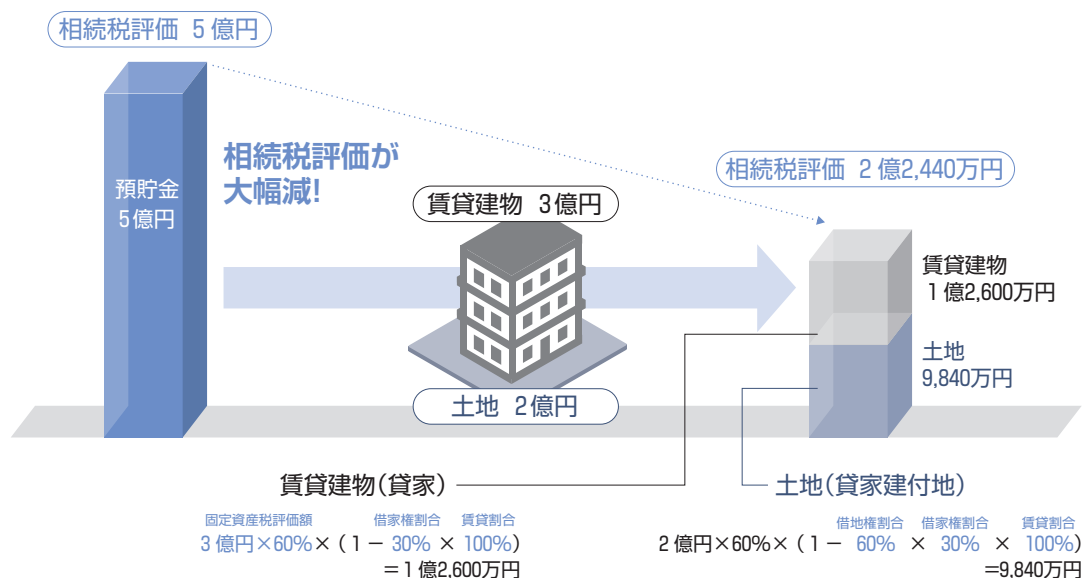 相続税評価 5億円
預貯金
5億円
相続税評価が
大幅減!
賃貸建物 3億円
土地 2億円
相続税評価 2億2,440万円
賃貸建物
1億2,600万円
土地
9,840万円
賃貸建物(貸家)
固定資産税評価額 借家権割合 賃貸割合
3億円×60%×(1－30%×100%)
＝1億2,600万円
土地(貸家建付地)
借地権割合 借家権割合 賃貸割合
2億円×60%×(1－60%×30%×100%)
＝9,840万円